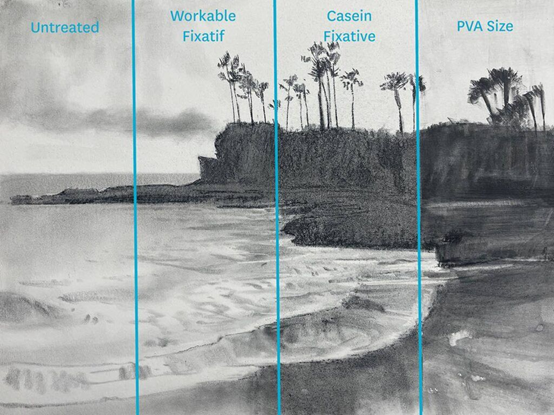 Untreated
Workable
Fixatif
Casein
Fixative
PVA Size